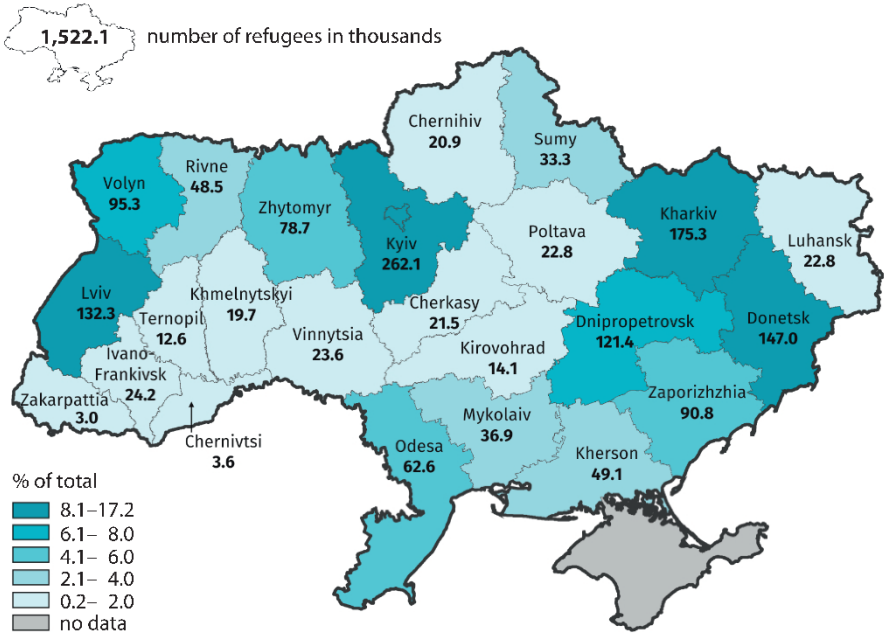 1,522.1 number of refugees in thousands
Chernihiv
20.9
Sumy
33.3
Volyn
95.3
Rivne
48.5
Zhytomyr
78.7
Kyiv
262.1
Poltava
22.8
Kharkiv
175.3
Luhansk
22.8
Lviv
132.3
Ternopil
12.6
Khmelnytskyi
19.7
Vinnytsia
23.6
Cherkasy
21.5
Kirovohrad
14.1
Dnipropetrovsk
121.4
Donetsk
147.0
Ivano-
Frankivsk
24.2
Zakarpattia
3.0
Chernivtsi
3.6
Odesa
62.6
Mykolaiv
36.9
Kherson
49.1
Zaporizhzhia
90.8
% of total
8.1–17.2
6.1– 8.0
4.1– 6.0
2.1– 4.0
0.2– 2.0
no data